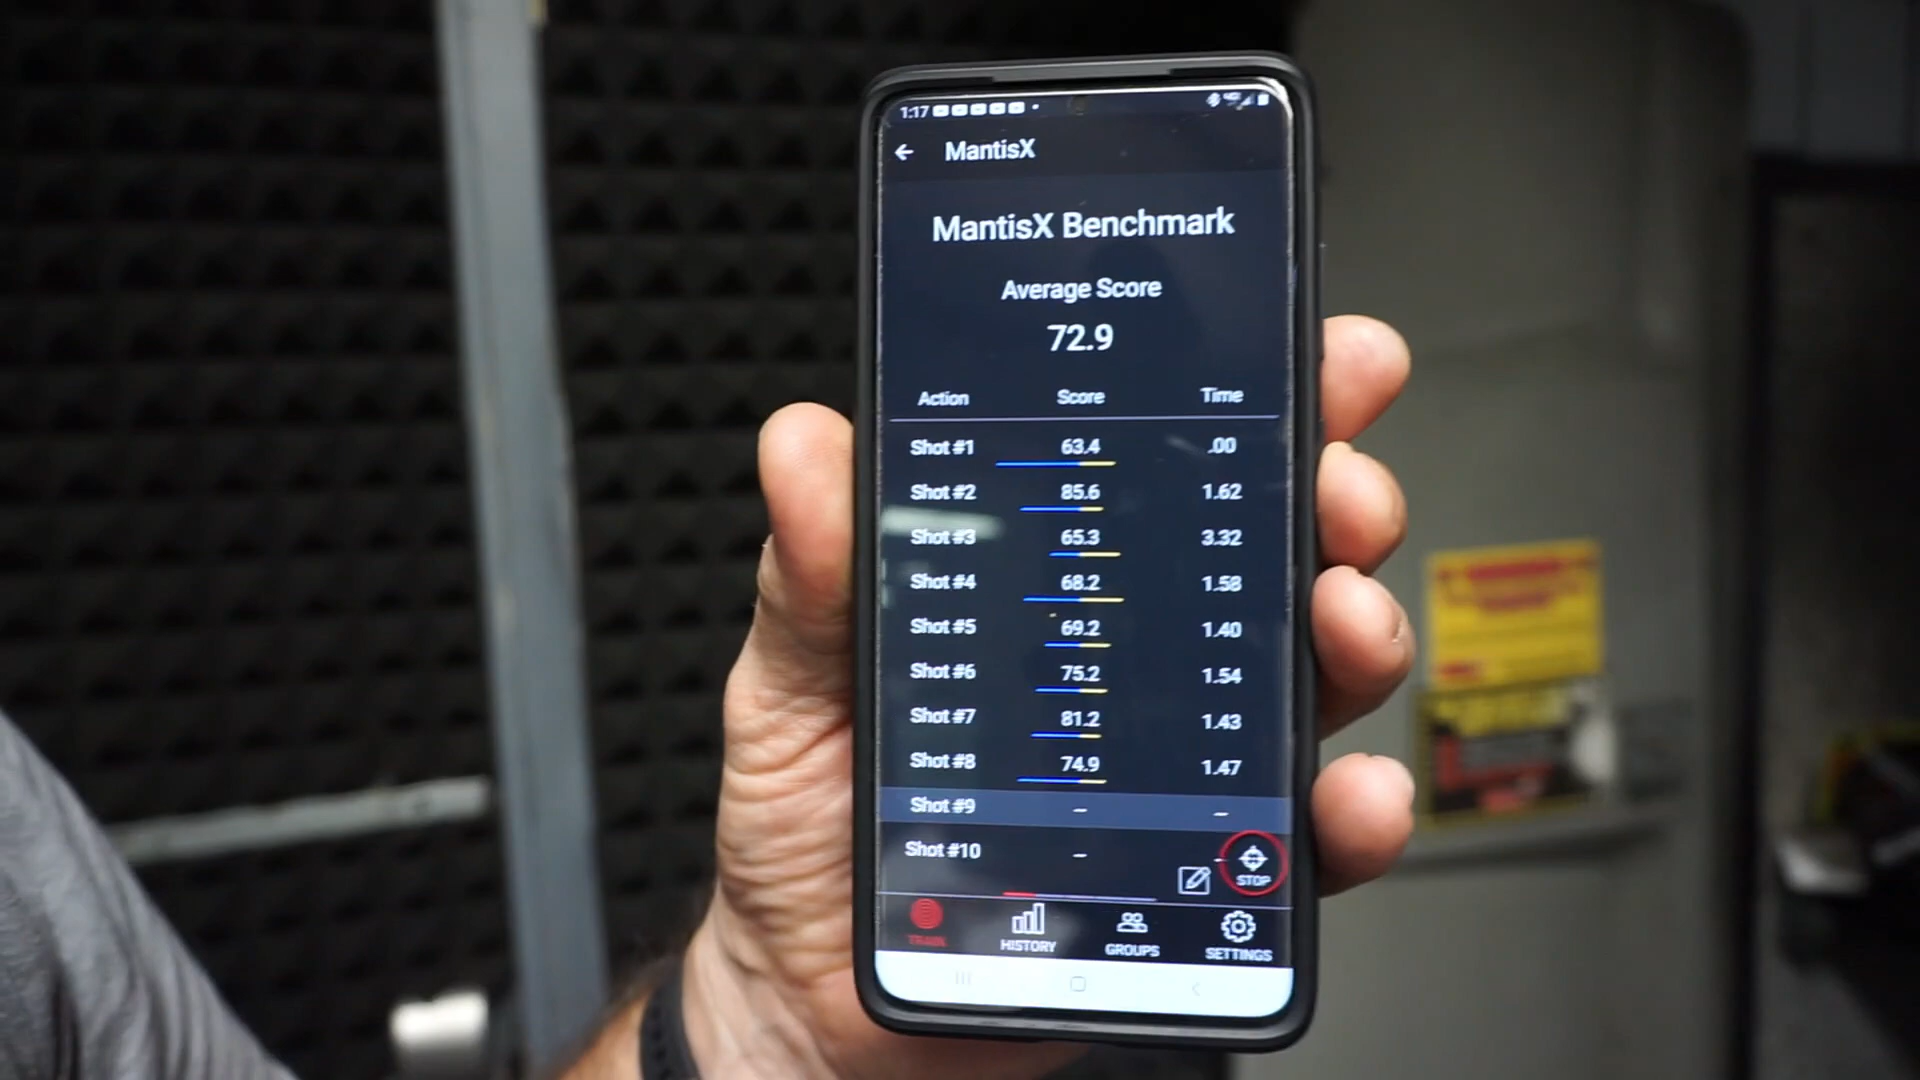 1:17
MantisX
MantisX Benchmark
Average Score
72.9
Action Score Time
Shot #1 63.4 .00
Shot #2 85.6 1.62
Shot #3 65.3 3.32
Shot #4 68.2 1.58
Shot #5 69.2 1.40
Shot #6 75.2 1.54
Shot #7 81.2 1.43
Shot #8 74.9 1.47
Shot #9 – –
Shot #10 – –
STOP
TRAIN HISTORY GROUPS SETTINGS